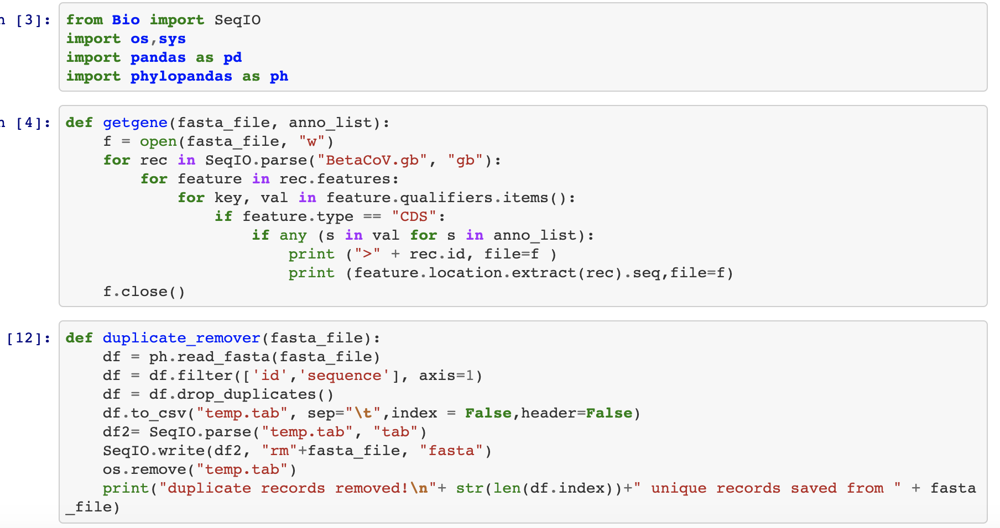 n [3]: from Bio import SeqIO
import os,sys
import pandas as pd
import phylopandas as ph
n [4]: def getgene(fasta_file, anno_list):
    f = open(fasta_file, "w")
    for rec in SeqIO.parse("BetaCoV.gb", "gb"):
        for feature in rec.features:
            for key, val in feature.qualifiers.items():
                if feature.type == "CDS":
                    if any (s in val for s in anno_list):
                        print (">" + rec.id, file=f )
                        print (feature.location.extract(rec).seq,file=f)
    f.close()
[12]: def duplicate_remover(fasta_file):
    df = ph.read_fasta(fasta_file)
    df = df.filter(['id','sequence'], axis=1)
    df = df.drop_duplicates()
    df.to_csv("temp.tab", sep="\t",index = False,header=False)
    df2= SeqIO.parse("temp.tab", "tab")
    SeqIO.write(df2, "rm"+fasta_file, "fasta")
    os.remove("temp.tab")
    print("duplicate records removed!\n"+ str(len(df.index))+" unique records saved from " + fasta
_file)